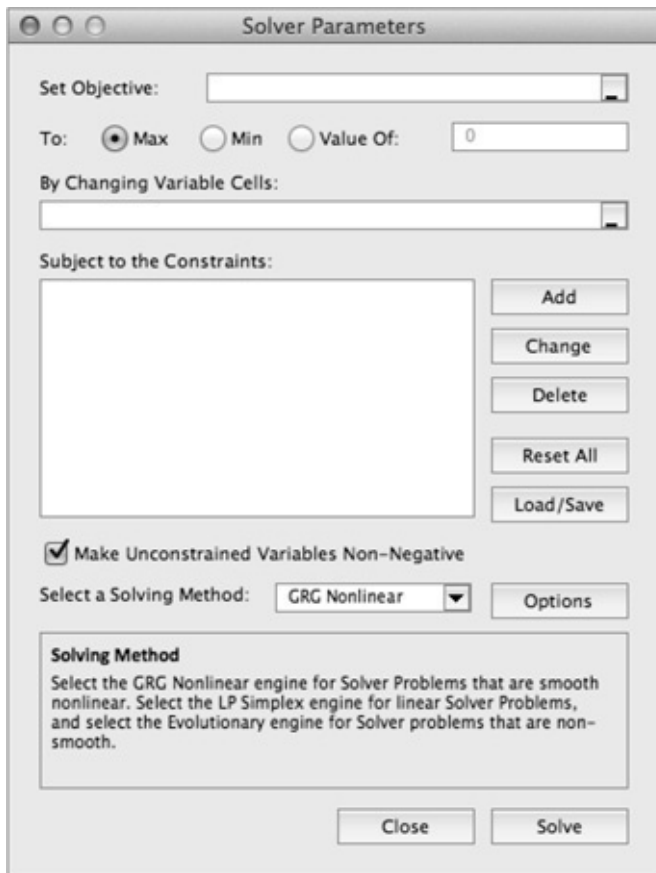 Solver Parameters
Set Objective:
To: Max Min Value Of: 0
By Changing Variable Cells:
Subject to the Constraints:
Add
Change
Delete
Reset All
Load/Save
Make Unconstrained Variables Non-Negative
Select a Solving Method: GRG Nonlinear Options
Solving Method
Select the GRG Nonlinear engine for Solver Problems that are smooth
nonlinear. Select the LP Simplex engine for linear Solver Problems,
and select the Evolutionary engine for Solver problems that are non-
smooth.
Close Solve